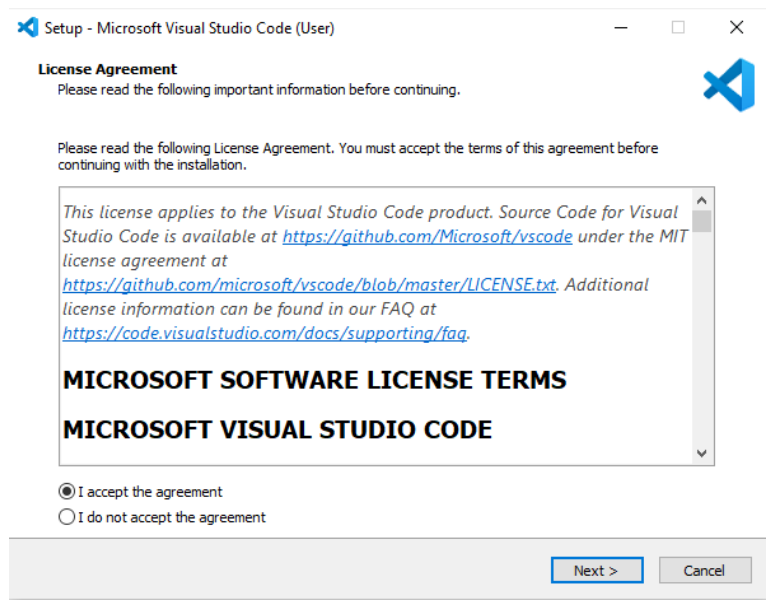 Setup - Microsoft Visual Studio Code (User)
License Agreement
Please read the following important information before continuing.
Please read the following License Agreement. You must accept the terms of this agreement before
continuing with the installation.
This license applies to the Visual Studio Code product. Source Code for Visual
Studio Code is available at https://github.com/Microsoft/vscode under the MIT
license agreement at
https://github.com/microsoft/vscode/blob/master/LICENSE.txt. Additional
license information can be found in our FAQ at
https://code.visualstudio.com/docs/supporting/faq.
MICROSOFT SOFTWARE LICENSE TERMS
MICROSOFT VISUAL STUDIO CODE
I accept the agreement
I do not accept the agreement
Next >
Cancel